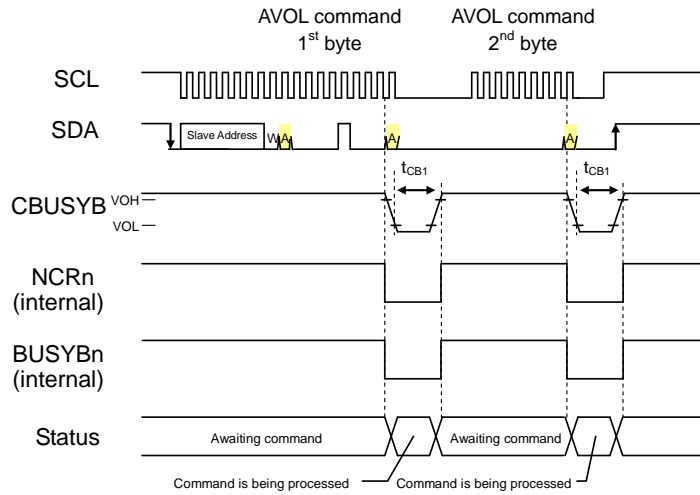 AVOL command
1st byte
AVOL command
2nd byte
SCL
SDA
Slave Address
W
A
A
A
tCB1
tCB1
CBUSYB
VOH
VOL
NCRn
(internal)
BUSYBn
(internal)
Status
Awaiting command
Awaiting command
Command is being processed
Command is being processed